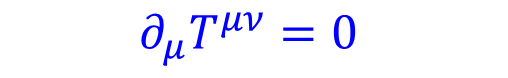 ∂_μ T^{μν} = 0